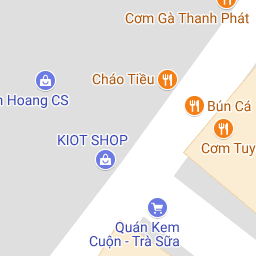 Cơm Gà Thanh Phát
Cháo Tiều
Hoang CS
Bún Cá
KIOT SHOP
Cơm Tuy
Quán Kem
Cuộn - Trà Sữa